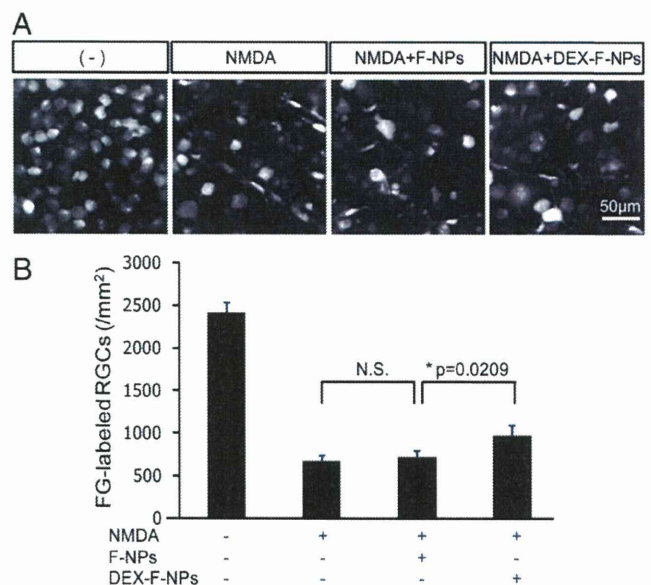 A
(-) NMDA NMDA+F-NPs NMDA+DEX-F-NPs
50μm
B
FG-labeled RGCs (/mm²)
3000
2500
2000
1500
1000
500
0
N.S. *p=0.0209
NMDA - + + +
F-NPs - - + -
DEX-F-NPs - - - +